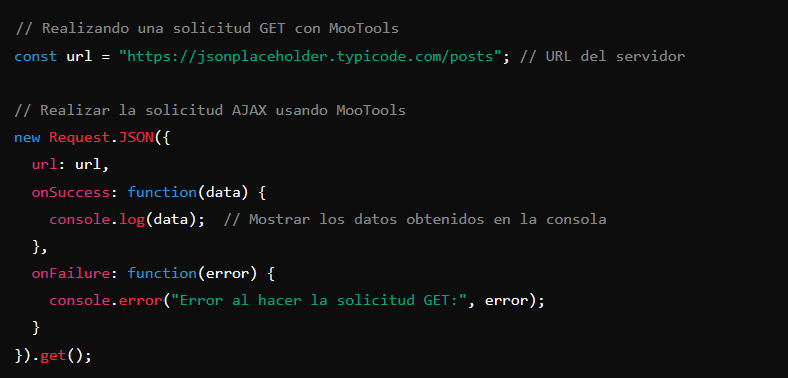 // Realizando una solicitud GET con MooTools
const url = "https://jsonplaceholder.typicode.com/posts"; // URL del servidor

// Realizar la solicitud AJAX usando MooTools
new Request.JSON({
  url: url,
  onSuccess: function(data) {
    console.log(data);  // Mostrar los datos obtenidos en la consola
  },
  onFailure: function(error) {
    console.error("Error al hacer la solicitud GET:", error);
  }
}).get();